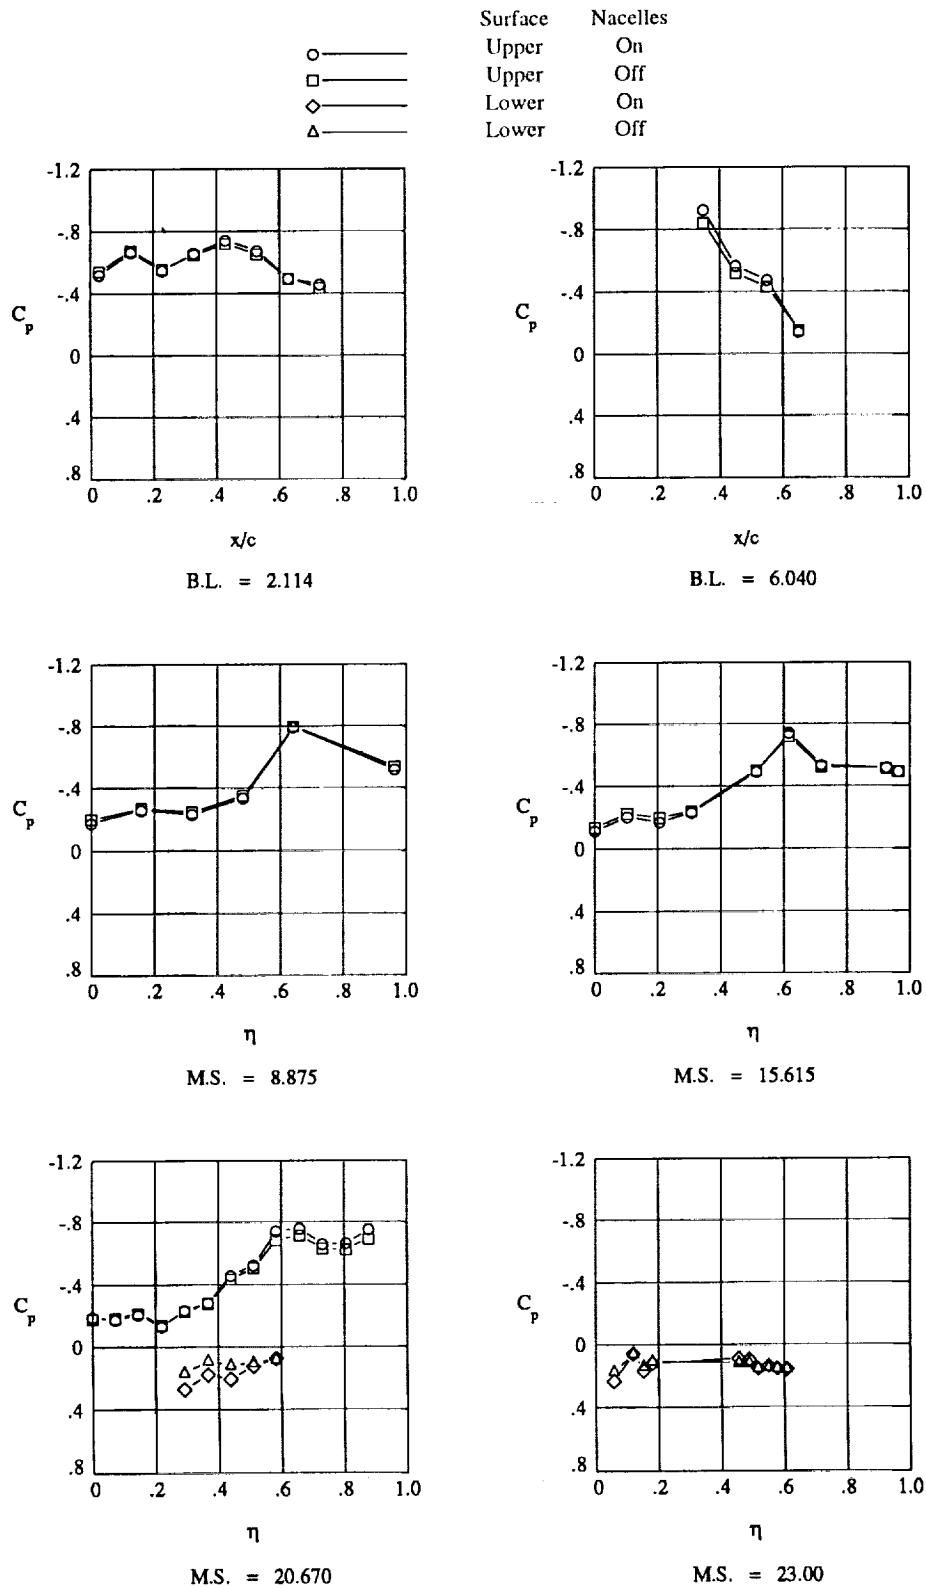 Surface Nacelles
Upper On
Upper Off
Lower On
Lower Off
-1.2
-.8
-.4
C_p
0
.4
.8
0 .2 .4 .6 .8 1.0
x/c
B.L. = 2.114
-1.2
-.8
-.4
C_p
0
.4
.8
0 .2 .4 .6 .8 1.0
x/c
B.L. = 6.040
-1.2
-.8
-.4
C_p
0
.4
.8
0 .2 .4 .6 .8 1.0
η
M.S. = 8.875
-1.2
-.8
-.4
C_p
0
.4
.8
0 .2 .4 .6 .8 1.0
η
M.S. = 15.615
-1.2
-.8
-.4
C_p
0
.4
.8
0 .2 .4 .6 .8 1.0
η
M.S. = 20.670
-1.2
-.8
-.4
C_p
0
.4
.8
0 .2 .4 .6 .8 1.0
η
M.S. = 23.00